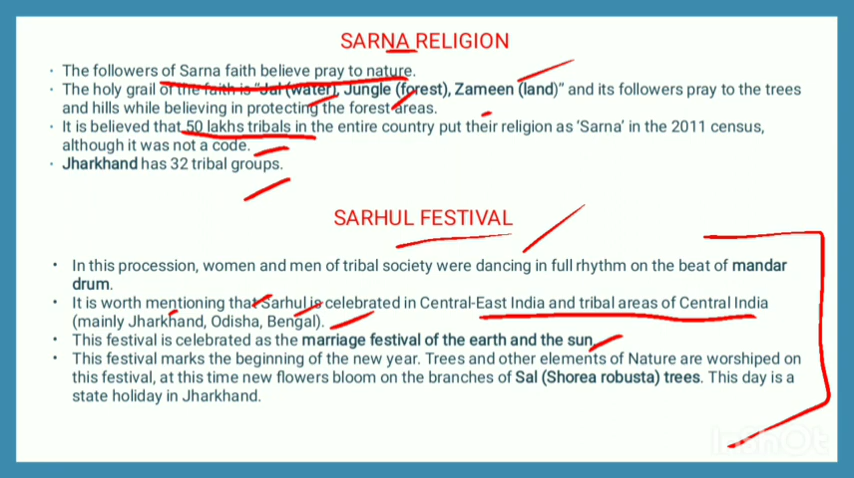 SARNA RELIGION
· The followers of Sarna faith believe pray to nature.
· The holy grail of the faith is "Jal (water), Jungle (forest), Zameen (land)" and its followers pray to the trees
and hills while believing in protecting the forest areas.
· It is believed that 50 lakhs tribals in the entire country put their religion as 'Sarna' in the 2011 census,
although it was not a code.
· Jharkhand has 32 tribal groups.
SARHUL FESTIVAL
• In this procession, women and men of tribal society were dancing in full rhythm on the beat of mandar
drum.
• It is worth mentioning that Sarhul is celebrated in Central-East India and tribal areas of Central India
(mainly Jharkhand, Odisha, Bengal).
• This festival is celebrated as the marriage festival of the earth and the sun.
• This festival marks the beginning of the new year. Trees and other elements of Nature are worshiped on
this festival, at this time new flowers bloom on the branches of Sal (Shorea robusta) trees. This day is a
state holiday in Jharkhand.